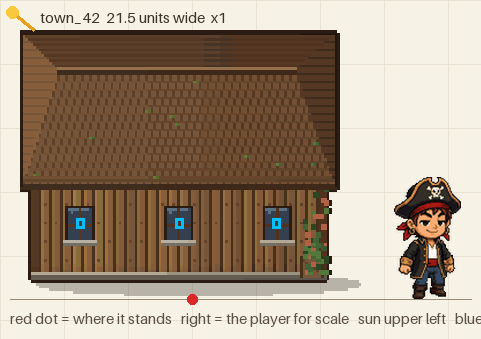 town_42  21.5 units wide  x1
red dot = where it stands   right = the player for scale   sun upper left   blue